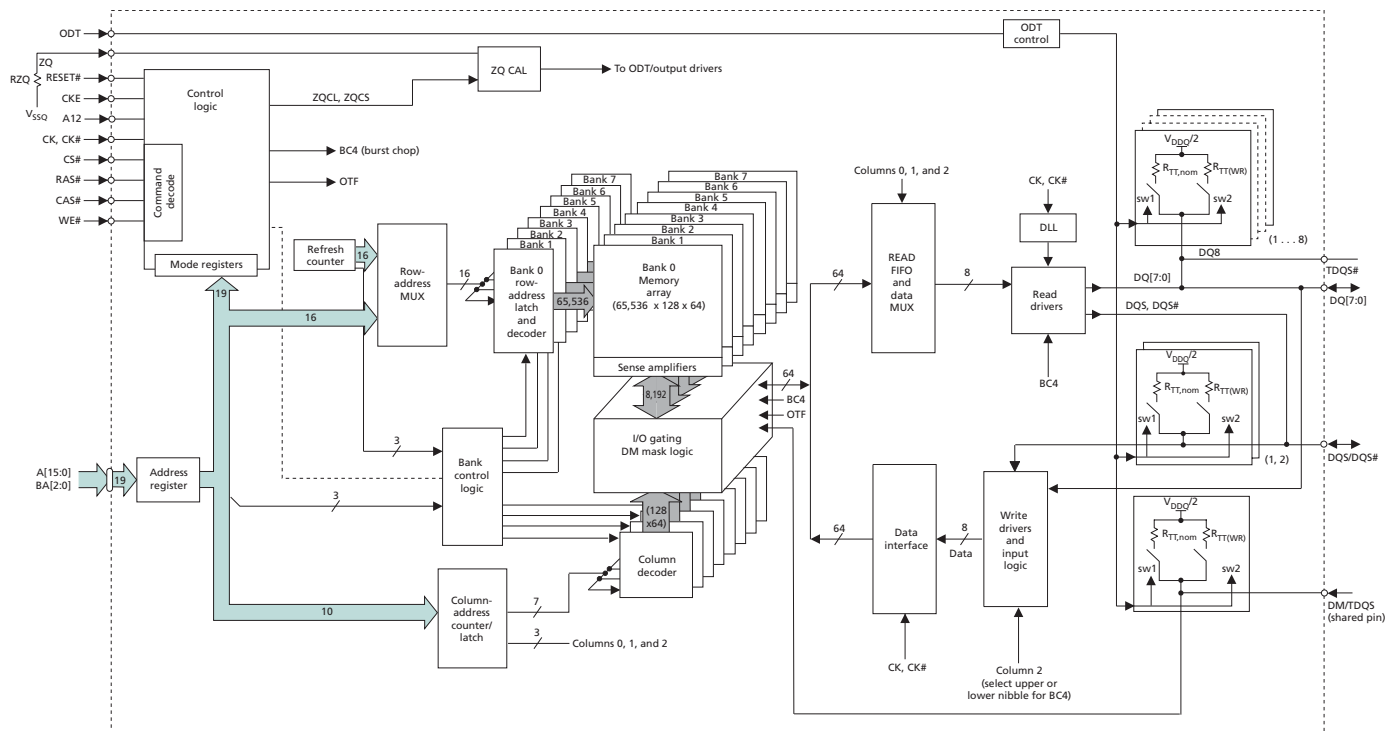 ODT
ODT
control
ZQ
RZQ
V_SSQ
ZQ CAL
To ODT/output drivers
RESET#
CKE
A12
CK, CK#
CS#
RAS#
CAS#
WE#
Control
logic
Command
decode
Mode registers
ZQCL, ZQCS
BC4 (burst chop)
OTF
Refresh
counter
16
Row-
address
MUX
16
19
16
Bank 7
Bank 6
Bank 5
Bank 4
Bank 3
Bank 2
Bank 1
Bank 0
row-
address
latch
and
decoder
65,536
Bank 7
Bank 6
Bank 5
Bank 4
Bank 3
Bank 2
Bank 1
Bank 0
Memory
array
(65,536 x 128 x 64)
Sense amplifiers
8,192
I/O gating
DM mask logic
64
BC4
OTF
(128
x64)
Column
decoder
A[15:0]
BA[2:0]
19
Address
register
3
3
Bank
control
logic
10
Column-
address
counter/
latch
7
3
Columns 0, 1, and 2
Columns 0, 1, and 2
64
READ
FIFO
and
data
MUX
8
CK, CK#
DLL
Read
drivers
BC4
DQ8
DQ[7:0]
DQS, DQS#
TDQS#
DQ[7:0]
V_DDQ/2
R_TT,nom
R_TT(WR)
sw1
sw2
(1 . . . 8)
V_DDQ/2
R_TT,nom
R_TT(WR)
sw1
sw2
(1, 2)
DQS/DQS#
V_DDQ/2
R_TT,nom
R_TT(WR)
sw1
sw2
DM/TDQS
(shared pin)
64
Data
interface
8
Data
Write
drivers
and
input
logic
CK, CK#
Column 2
(select upper or
lower nibble for BC4)